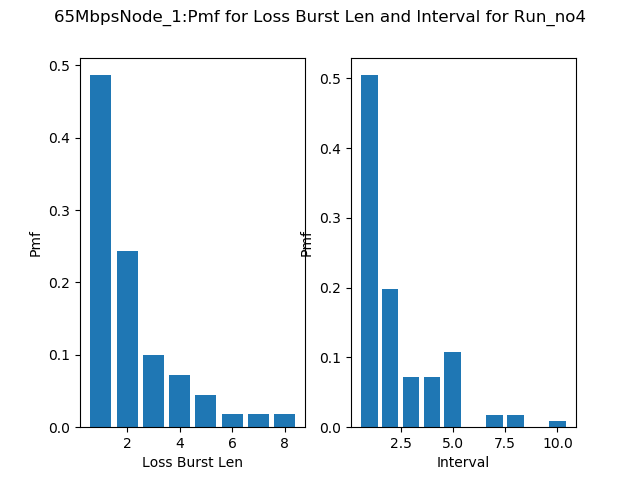 65MbpsNode_1:Pmf for Loss Burst Len and Interval for Run_no4
0.5
0.4
0.3
0.2
0.1
0.0
Pmf
2 4 6 8
Loss Burst Len
0.5
0.4
0.3
0.2
0.1
0.0
Pmf
2.5 5.0 7.5 10.0
Interval